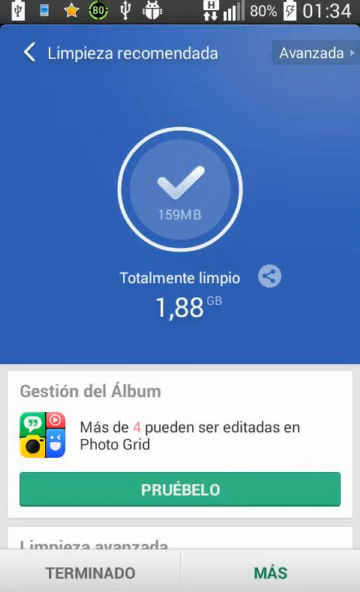 80
H
80%
01:34
Limpieza recomendada
Avanzada
159MB
Totalmente limpio
1,88 GB
Gestión del Álbum
Más de 4 pueden ser editadas en
Photo Grid
PRUÉBELO
Limpieza avanzada
TERMINADO
MÁS